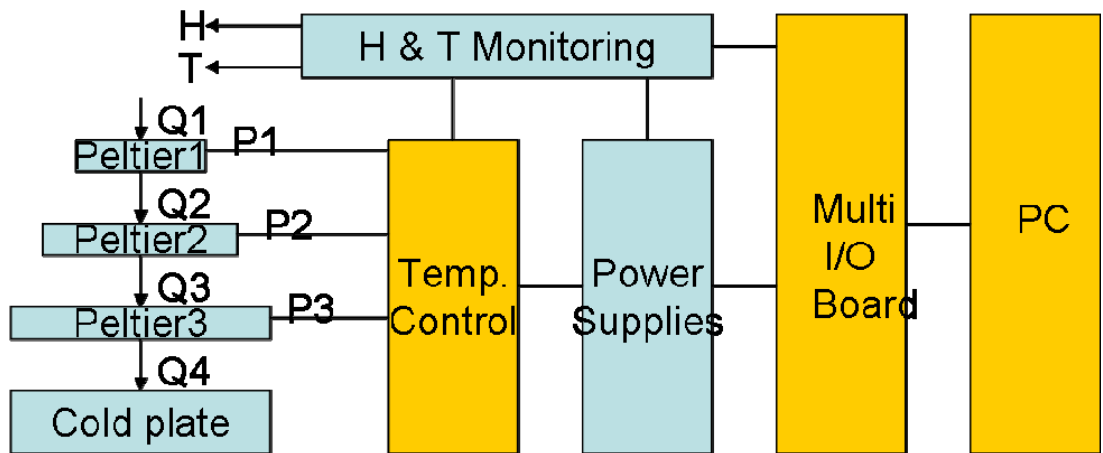 H
T
H & T Monitoring
Q1
P1
Peltier1
Q2
P2
Peltier2
Q3
P3
Peltier3
Q4
Cold plate
Temp.
Control
Power
Supplies
Multi
I/O
Board
PC